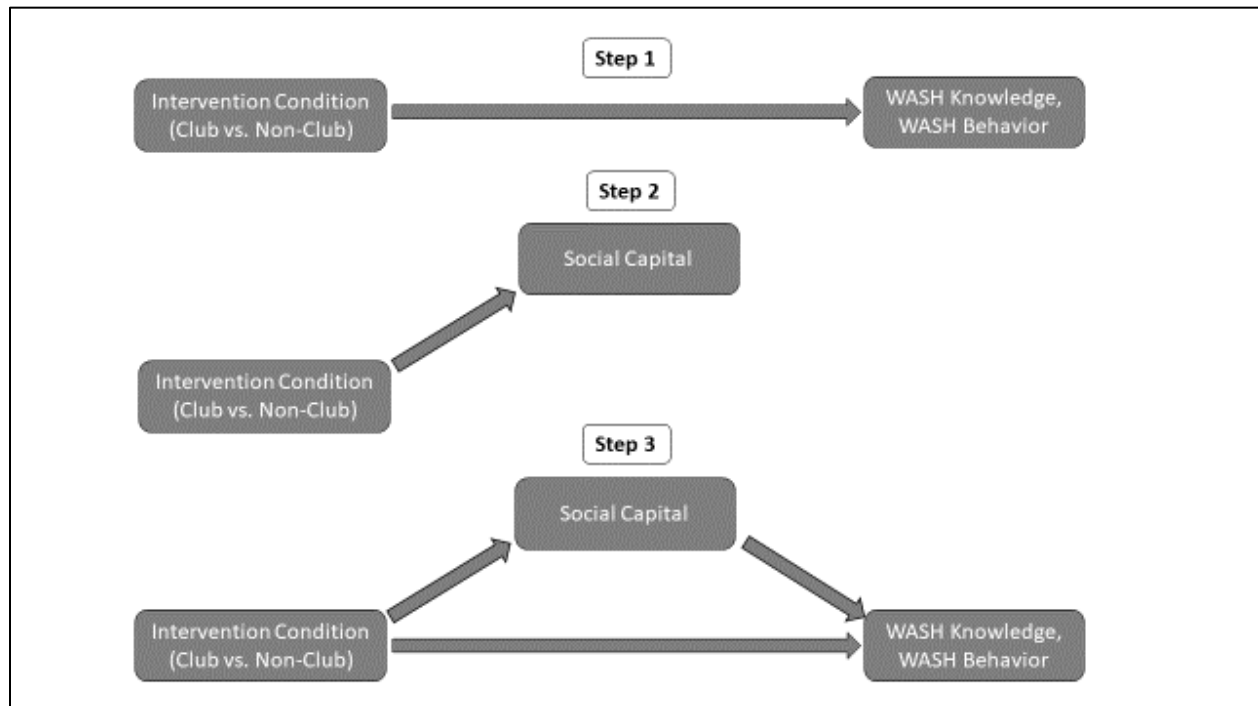 Step 1
Intervention Condition
(Club vs. Non-Club)
WASH Knowledge,
WASH Behavior
Step 2
Social Capital
Intervention Condition
(Club vs. Non-Club)
Step 3
Social Capital
Intervention Condition
(Club vs. Non-Club)
WASH Knowledge,
WASH Behavior